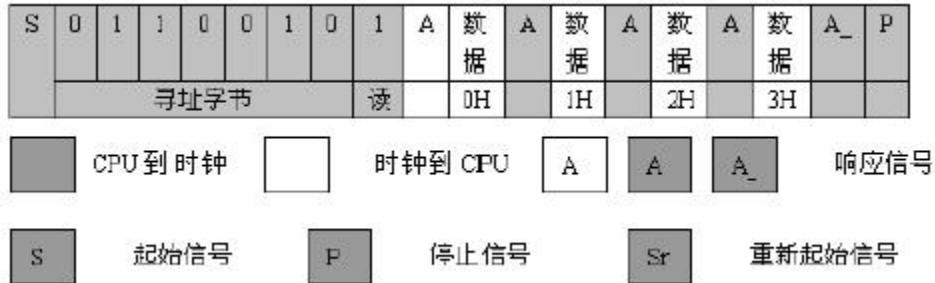 S 0 1 1 0 0 1 0 1 A 数据 A 数据 A 数据 A 数据 A_ P
寻址字节 读 0H 1H 2H 3H
CPU到时钟 时钟到CPU A A A_ 响应信号
S 起始信号 P 停止信号 Sr 重新起始信号